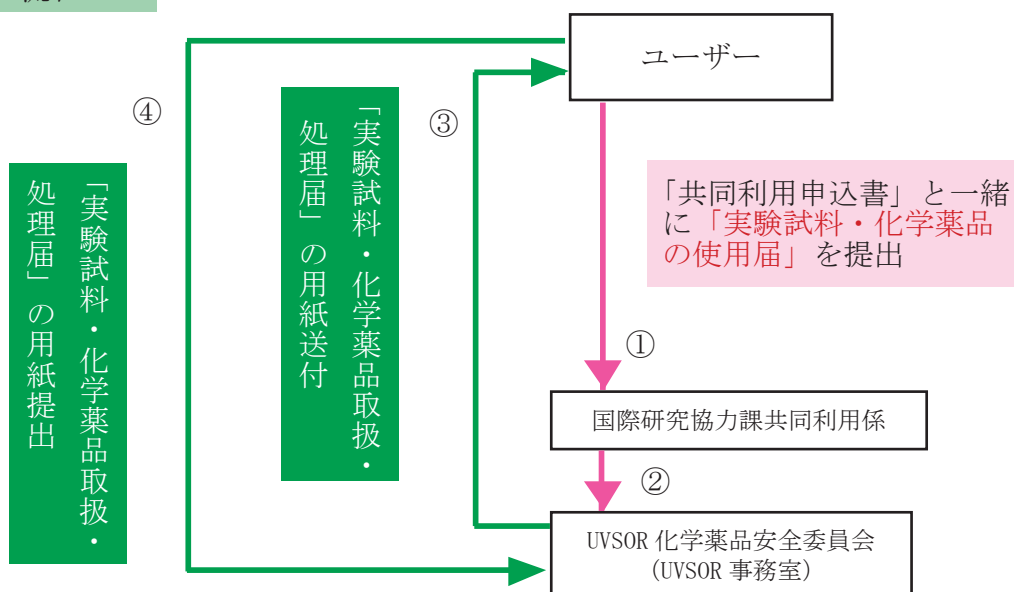 ユーザー
④
③
「実験試料・化学薬品取扱・
処理届」の用紙送付
「実験試料・化学薬品取扱・
処理届」の用紙提出
「共同利用申込書」と一緒
に「実験試料・化学薬品
の使用届」を提出
①
国際研究協力課共同利用係
②
UVSOR 化学薬品安全委員会
（UVSOR 事務室）